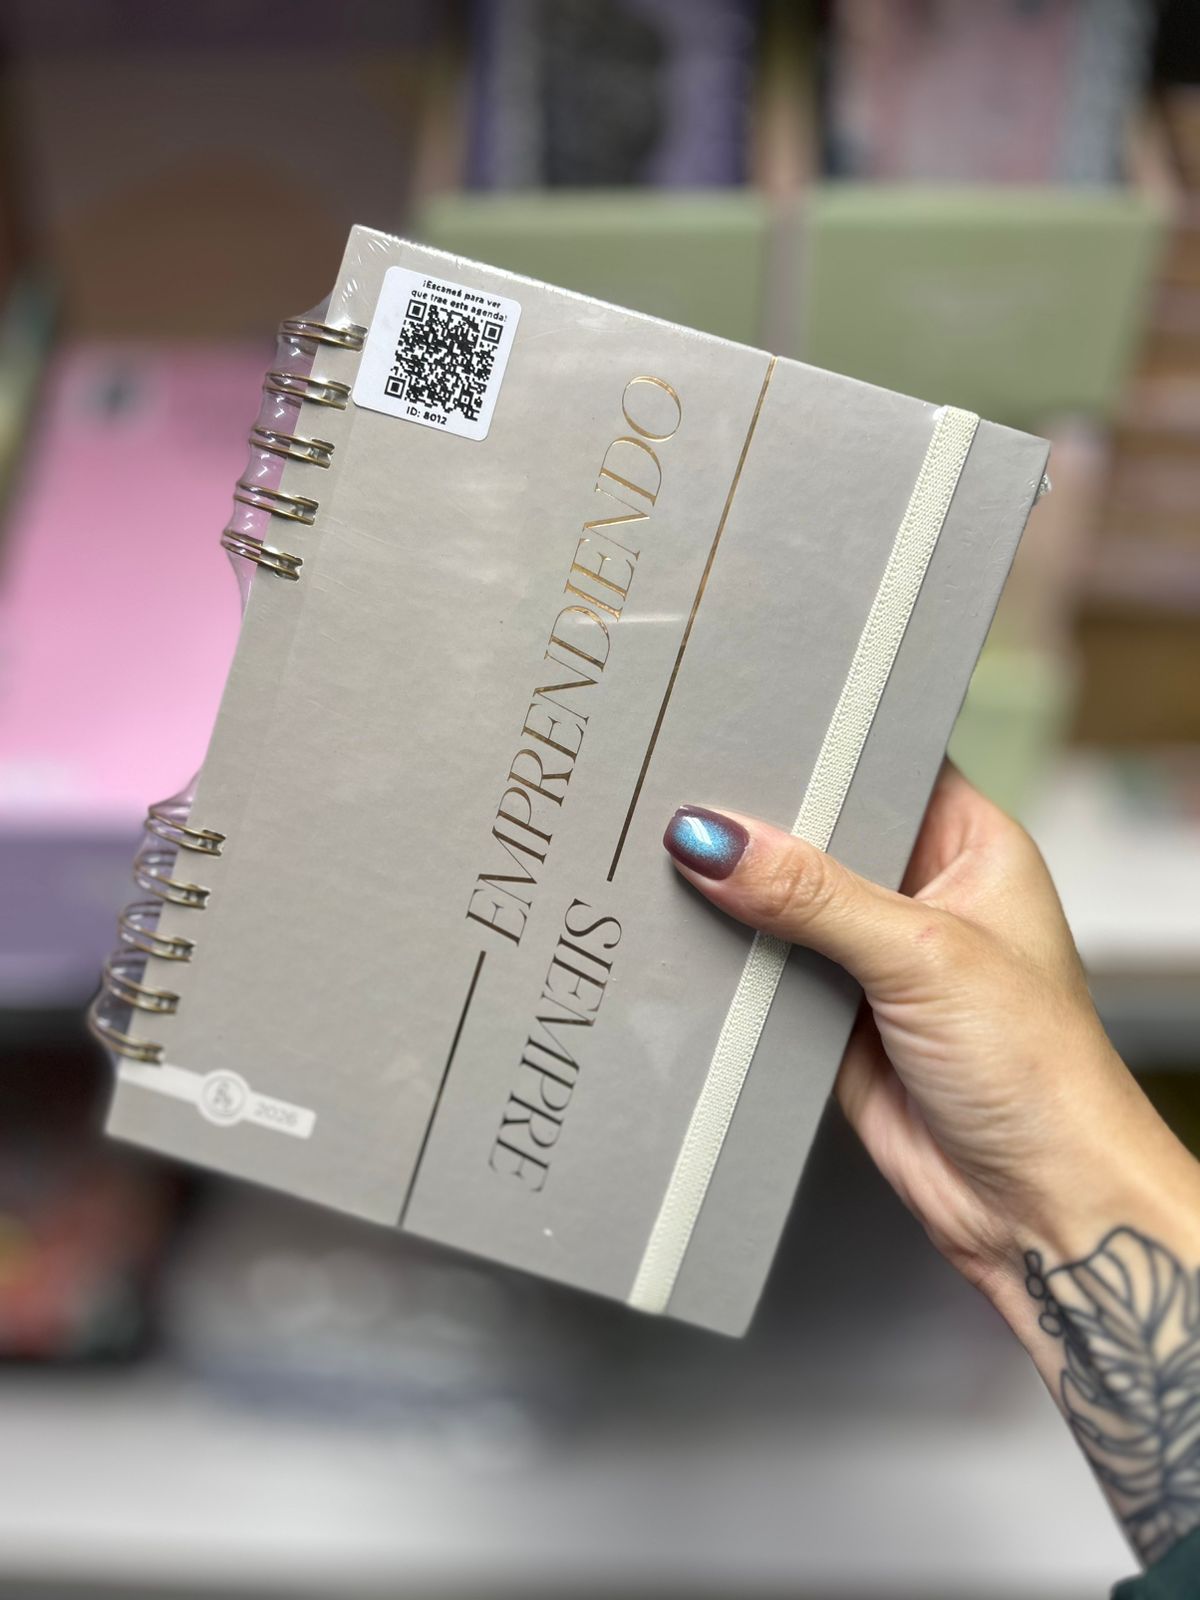 ¡Escaneá para ver
que trae esta agenda!
ID: 8012
EMPRENDIENDO
SIEMPRE
2026